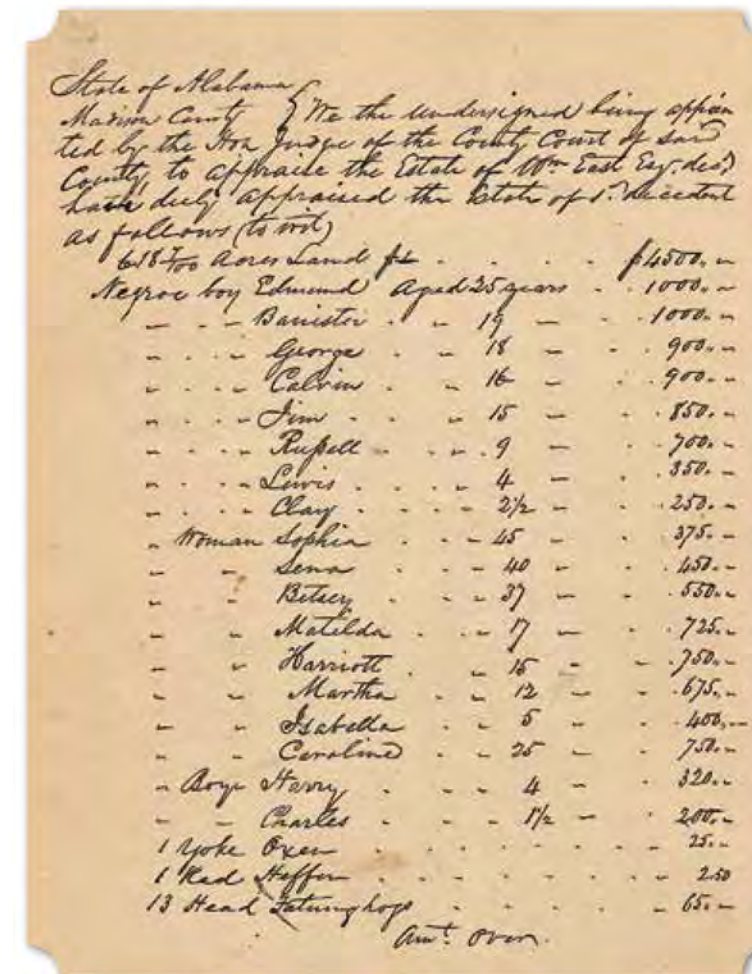 State of Alabama
Madison County } We the undersigned being appoin
ted by the Hon Judge of the County Court of said
County, to appraise the Estate of Wm East Esq, decd
have duly appraised the Estate of sd decedent
as follows (to wit)
618 7/100 Acres Land - - - $4500.-
Negroe boy Edmund Aged 25 years - - 1000.-
- - - Banister - - 19 - - - 1000.-
- - - George - - 18 - - - 900.-
- - - Calvin - - 16 - - - 900.-
- - - Jim - - - 15 - - - 850.-
- - - Russell - - - 9 - - - 700.-
- - - Lewis - - - 4 - - - 350.-
- - - Clay - - - 2½ - - - 250.-
- Woman Sophia - - 45 - - - 375.-
- - Sena - - - 40 - - - 450.-
- - Betsey - - - 37 - - - 550.-
- - Matilda - - - 17 - - - 725.-
- - Harriott - - 15 - - - 750.-
- - Martha - - - 12 - - - 675.-
- - Isabella - - - 5 - - - 400.-
- - Caroline - - - 25 - - - 750.-
- Boys Harry - - - 4 - - - 320.-
- - Charles - - - 1½ - - - 200.-
1 Yoke Oxen - - - - - - 25.-
1 Red Heffer - - - - - - 2.50
13 Head Fatning hogs - - - - - 65.-
Amt. Over.